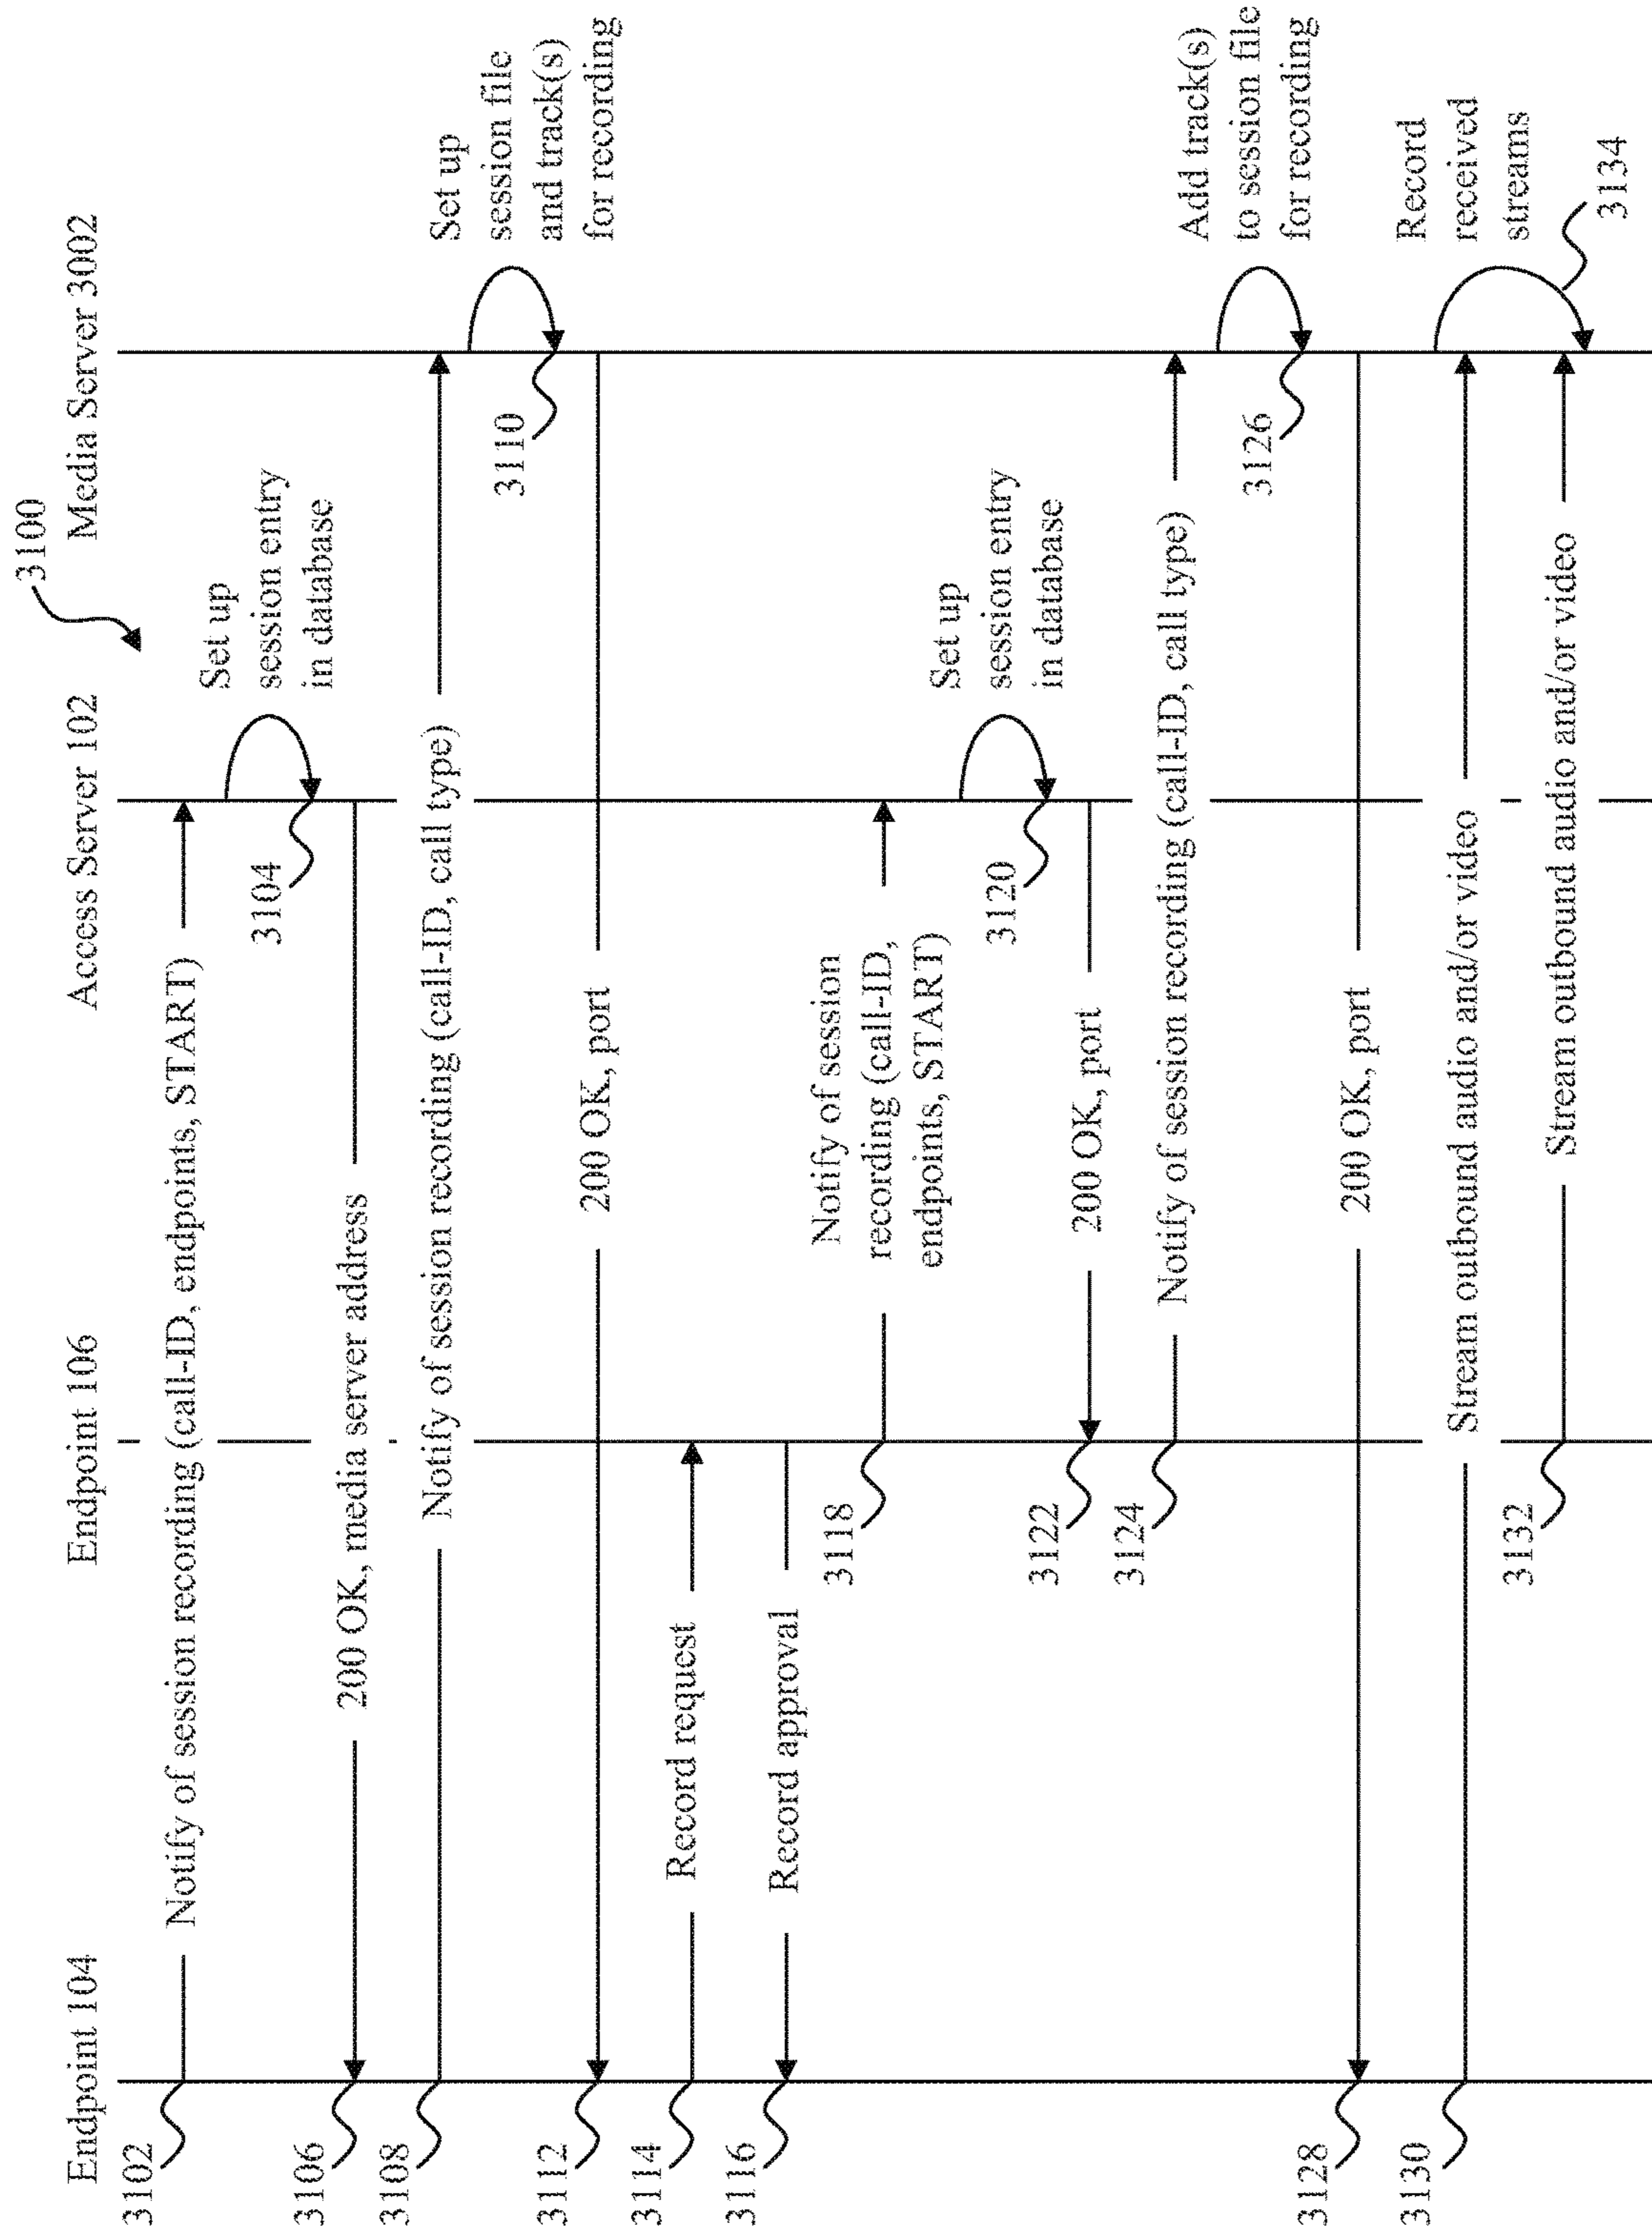 3100
Endpoint 104
Endpoint 106
Access Server 102
Media Server 3002
3102
Notify of session recording (call-ID, endpoints, START)
Set up
session entry
in database
3104
3106
200 OK, media server address
3108
Notify of session recording (call-ID, call type)
Set up
session file
and track(s)
for recording
3110
3112
200 OK, port
3114
Record request
3116
Record approval
3118
Notify of session
recording (call-ID,
endpoints, START)
Set up
session entry
in database
3120
3122
200 OK, port
3124
Notify of session recording (call-ID, call type)
Add track(s)
to session file
for recording
3126
3128
200 OK, port
3130
Stream outbound audio and/or video
Record
received
streams
3132
Stream outbound audio and/or video
3134